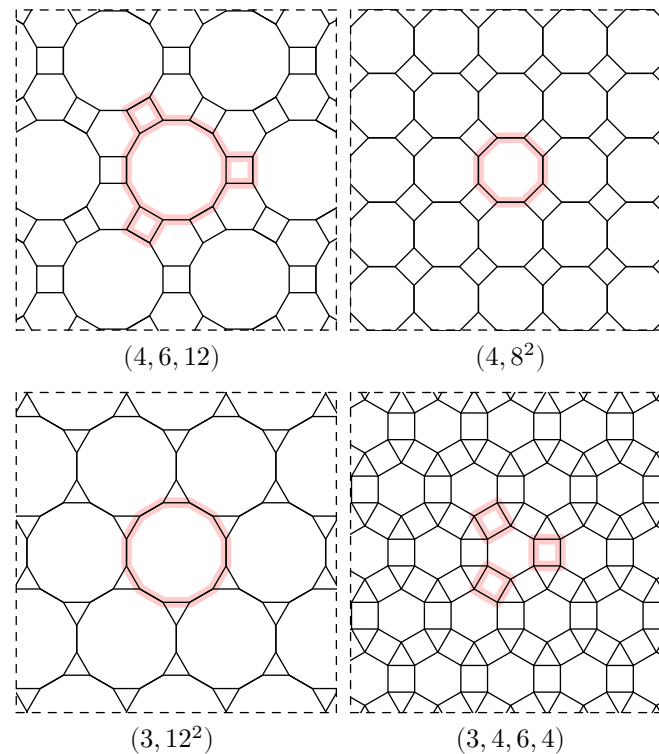 (4, 6, 12)
(4, 8²)
(3, 12²)
(3, 4, 6, 4)